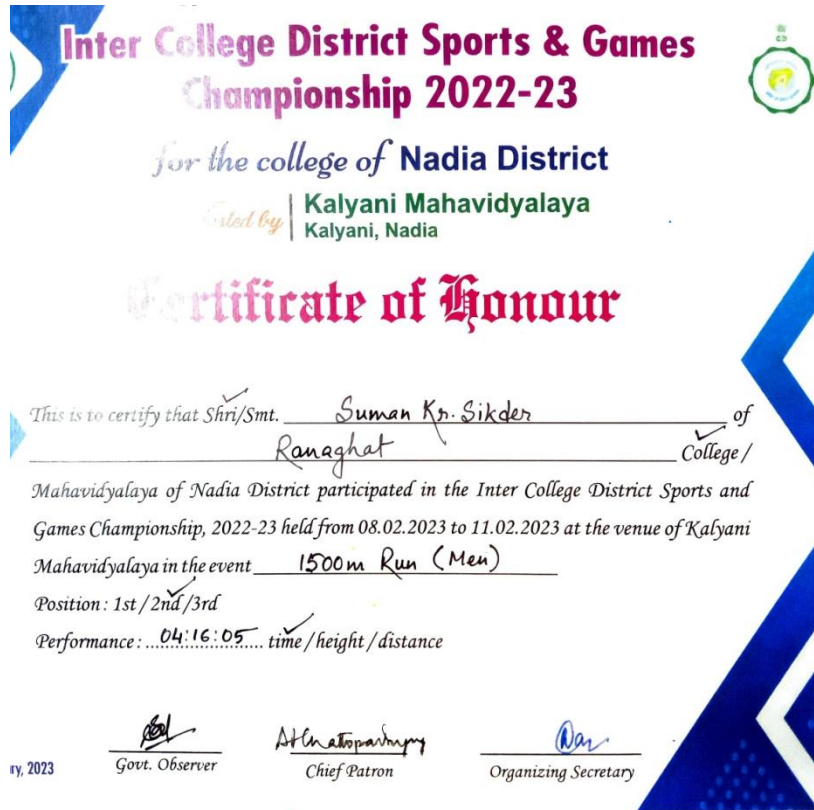 Inter College District Sports & Games
Championship 2022-23
for the college of Nadia District
Kalyani Mahavidyalaya
by
Kalyani, Nadia
Certificate of Honour
This is to certify that Shri/Smt. Suman Kr. Sikder of
Ranaghat College /
Mahavidyalaya of Nadia District participated in the Inter College District Sports and
Games Championship, 2022-23 held from 08.02.2023 to 11.02.2023 at the venue of Kalyani
Mahavidyalaya in the event 1500m Run (Men)
Position : 1st / 2nd / 3rd
Performance : 04:16:05 time / height / distance
ry, 2023
Govt. Observer
Chief Patron
Organizing Secretary